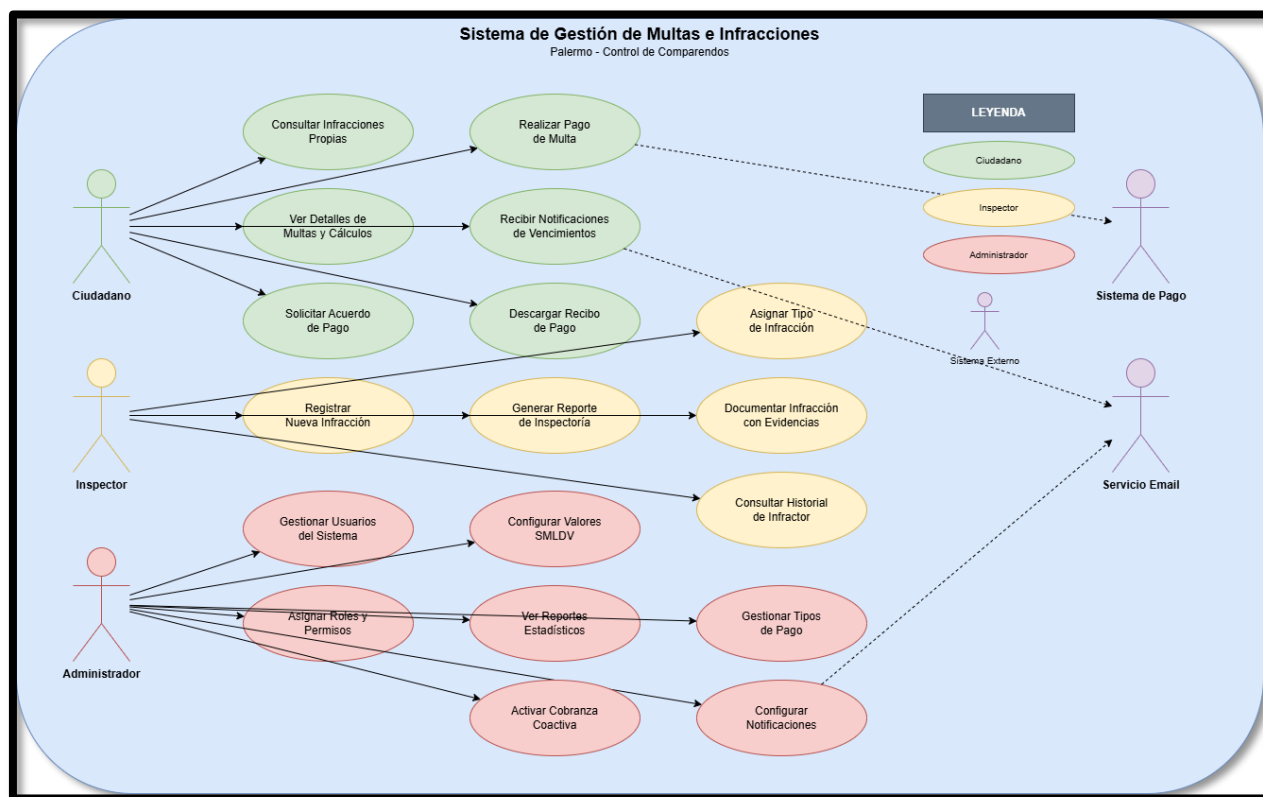 Sistema de Gestión de Multas e Infracciones
Palermo - Control de Comparendos
LEYENDA
Ciudadano
Inspector
Administrador
Sistema Externo
Consultar Infracciones
Propias
Realizar Pago
de Multa
Ver Detalles de
Multas y Cálculos
Recibir Notificaciones
de Vencimientos
Ciudadano
Sistema de Pago
Solicitar Acuerdo
de Pago
Descargar Recibo
de Pago
Asignar Tipo
de Infracción
Registrar
Nueva Infracción
Generar Reporte
de Inspectoría
Documentar Infracción
con Evidencias
Inspector
Servicio Email
Consultar Historial
de Infractor
Gestionar Usuarios
del Sistema
Configurar Valores
SMLDV
Asignar Roles y
Permisos
Ver Reportes
Estadísticos
Gestionar Tipos
de Pago
Administrador
Activar Cobranza
Coactiva
Configurar
Notificaciones